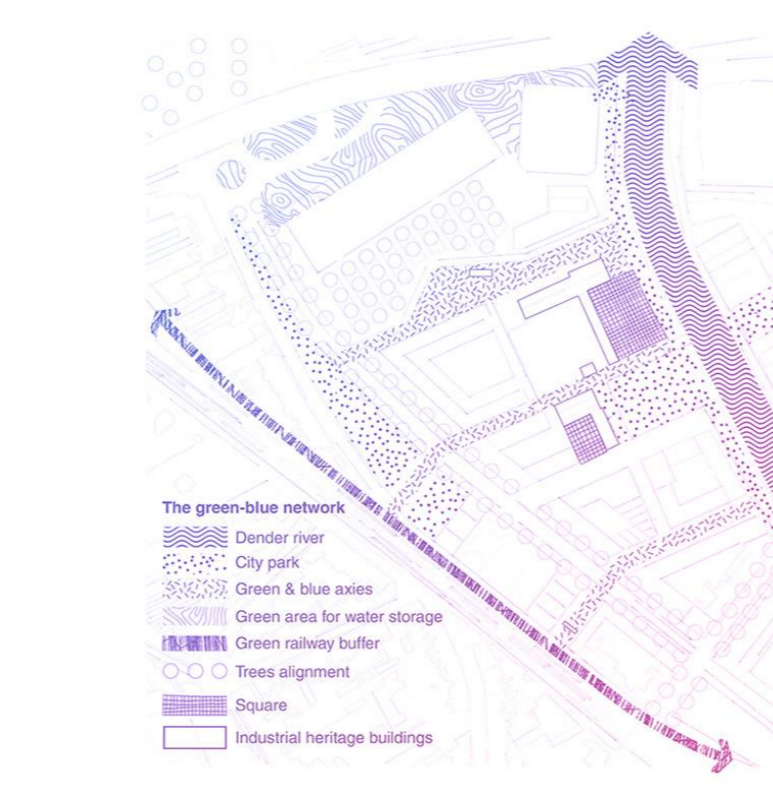 The green-blue network
Dender river
City park
Green & blue axies
Green area for water storage
Green railway buffer
Trees alignment
Square
Industrial heritage buildings